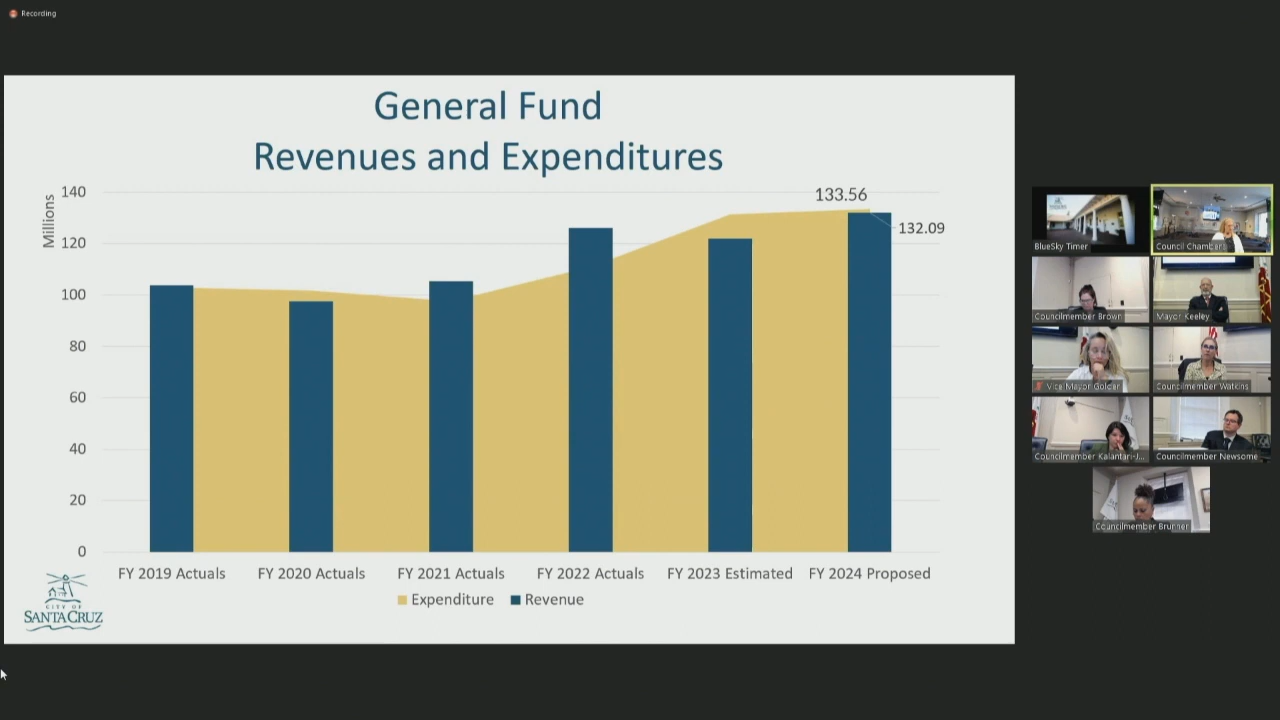 Recording
General Fund
Revenues and Expenditures
Millions
140
120
100
80
60
40
20
0
133.56
132.09
FY 2019 Actuals
FY 2020 Actuals
FY 2021 Actuals
FY 2022 Actuals
FY 2023 Estimated
FY 2024 Proposed
Expenditure
Revenue
CITY OF
SANTA CRUZ
BlueSky Timer
Council Chamber
Councilmember Brown
Mayor Keeley
Vice Mayor Golder
Councilmember Watkins
Councilmember Kalantari-J...
Councilmember Newsome
Councilmember Brunner